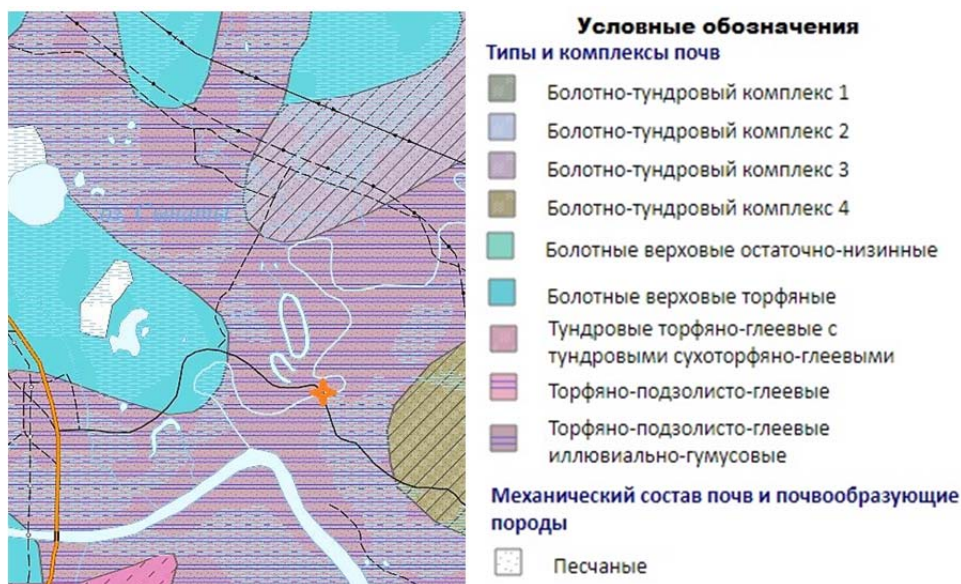 Условные обозначения
Типы и комплексы почв
Болотно-тундровый комплекс 1
Болотно-тундровый комплекс 2
Болотно-тундровый комплекс 3
Болотно-тундровый комплекс 4
Болотные верховые остаточно-низинные
Болотные верховые торфяные
Тундровые торфяно-глеевые с
тундровыми сухоторфяно-глеевыми
Торфяно-подзолисто-глеевые
Торфяно-подзолисто-глеевые
иллювиально-гумусовые
Механический состав почв и почвообразующие
породы
Песчаные